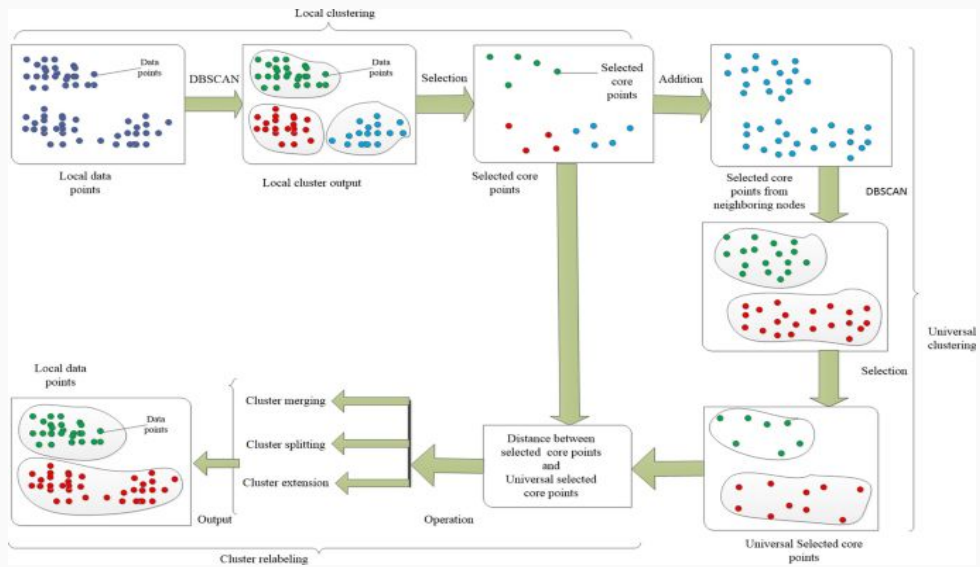 Local clustering
Data
points
DBSCAN
Data
points
Selection
Selected
core
points
Addition
Local data
points
Local cluster output
Selected core
points
Selected core
points from
neighboring nodes
DBSCAN
Universal
clustering
Selection
Local data
points
Data
points
Cluster merging
Cluster splitting
Cluster extension
Distance between
selected core points
and
Universal selected
core points
Output
Operation
Universal Selected core
points
Cluster relabeling